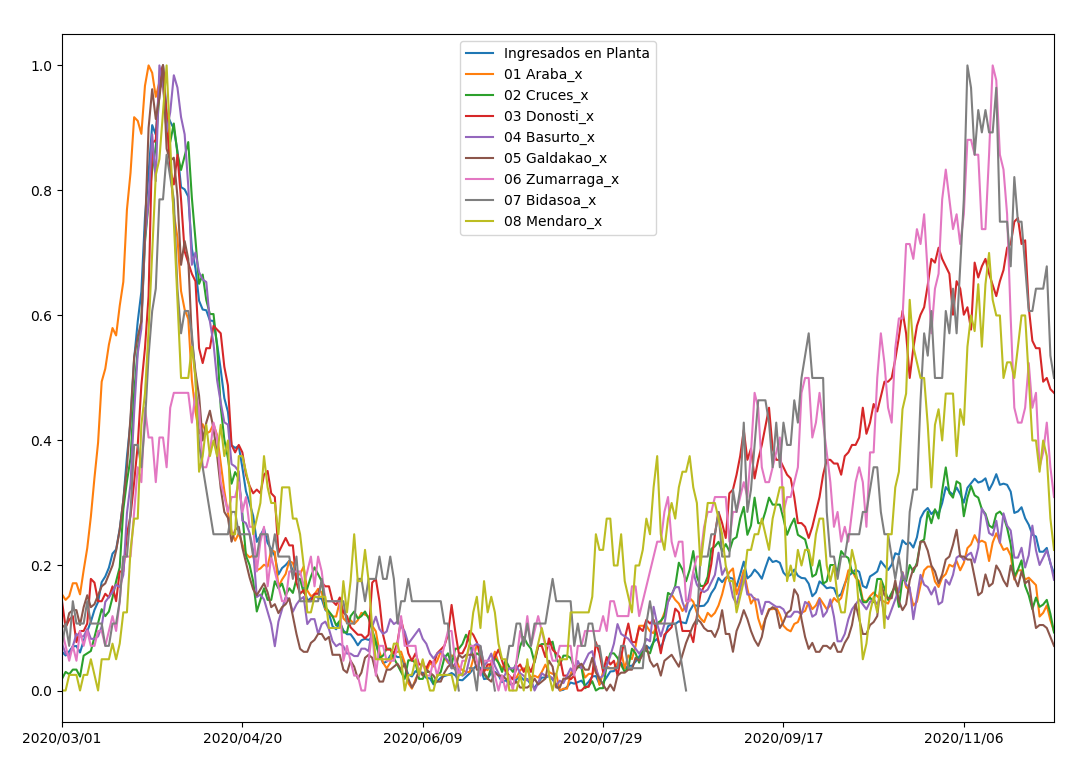 1.0
0.8
0.6
0.4
0.2
0.0
Ingresados en Planta
01 Araba_x
02 Cruces_x
03 Donosti_x
04 Basurto_x
05 Galdakao_x
06 Zumarraga_x
07 Bidasoa_x
08 Mendaro_x
2020/03/01 2020/04/20 2020/06/09 2020/07/29 2020/09/17 2020/11/06